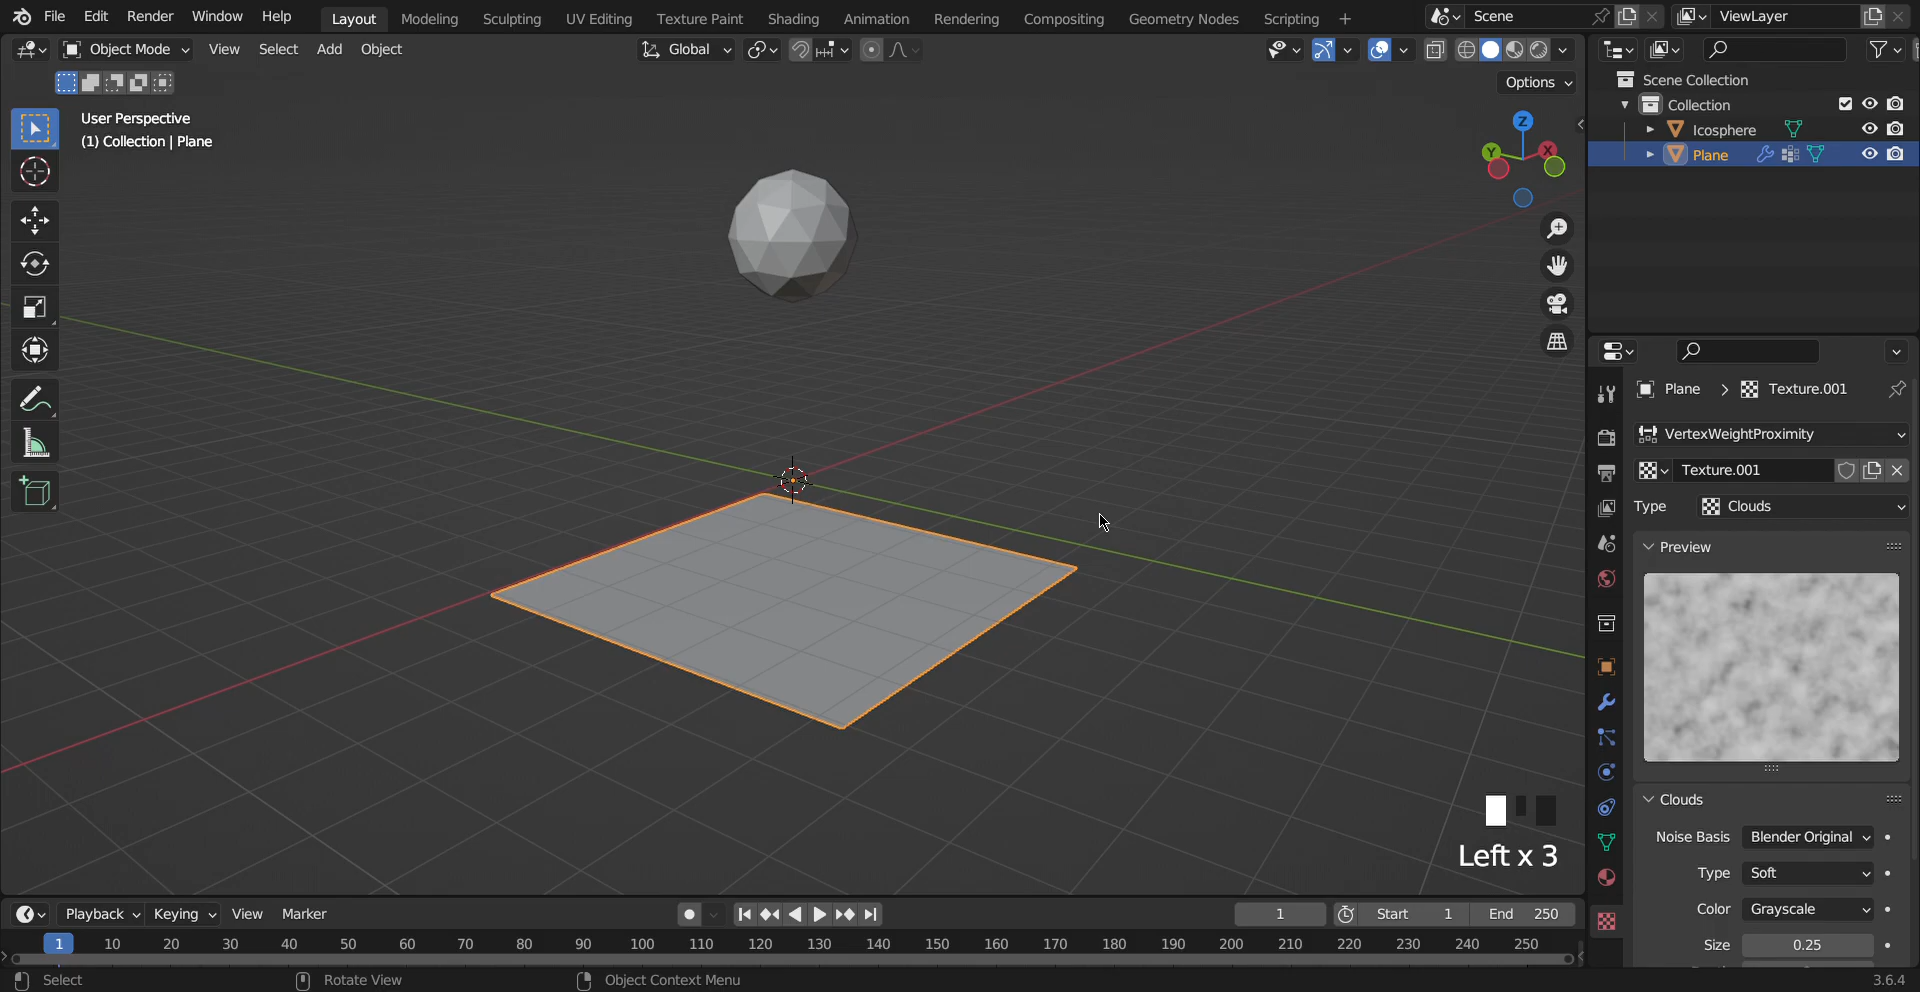 File Edit Render Window Help Layout Modeling Sculpting UV Editing Texture Paint Shading Animation Rendering Compositing Geometry Nodes Scripting + Scene ViewLayer
Object Mode View Select Add Object Global
Options
User Perspective
(1) Collection | Plane
Z
Y
X
Scene Collection
Collection
Icosphere
Plane
Plane > Texture.001
VertexWeightProximity
Texture.001
Type Clouds
Preview
Clouds
Noise Basis Blender Original
Type Soft
Color Grayscale
Size 0.25
Left x 3
Playback Keying View Marker 1 Start 1 End 250
1 10 20 30 40 50 60 70 80 90 100 110 120 130 140 150 160 170 180 190 200 210 220 230 240 250
Select Rotate View Object Context Menu 3.6.4